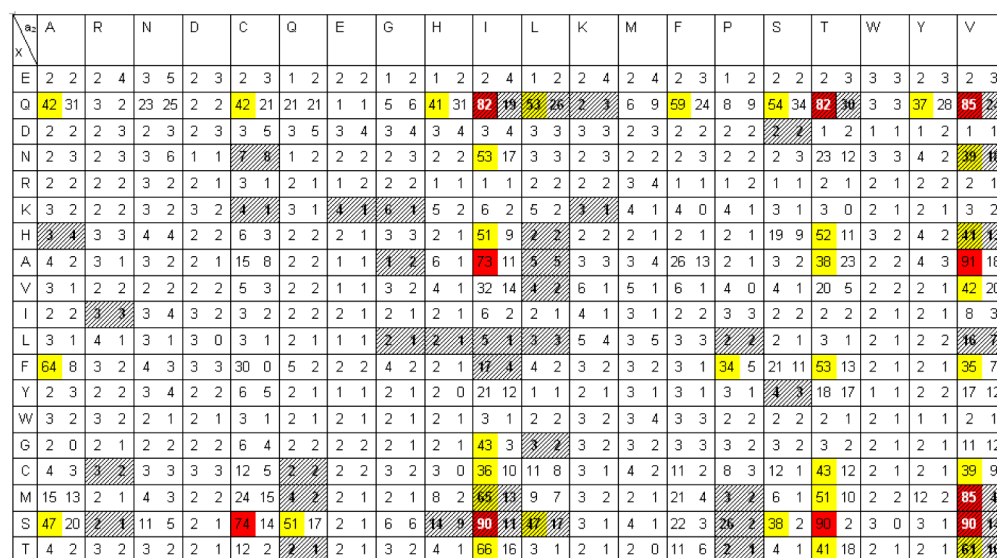 a₂ A R N D C Q E G H I L K M F P S T W Y V
x
E 2 2 2 4 3 5 2 3 2 3 1 2 2 2 1 2 1 2 2 4 1 2 2 4 2 4 2 3 1 2 2 2 2 3 3 3 2 3 2 3
Q 42 31 3 2 23 25 2 2 42 21 21 21 1 1 5 6 41 31 82 19 53 26 2 3 6 9 59 24 8 9 54 34 82 30 3 3 37 28 85
D 2 2 2 3 2 3 2 3 3 5 3 5 3 4 3 4 3 4 3 4 3 3 3 3 2 3 2 2 2 2 2 2 1 2 1 1 1 2 1 1
N 2 3 2 3 3 6 1 1 7 8 1 2 2 2 2 3 2 2 53 17 3 3 2 3 2 2 2 3 2 2 2 3 23 12 3 3 4 2 39
R 2 2 2 2 3 2 2 1 3 1 2 1 1 2 2 2 1 1 1 1 2 2 2 2 3 4 1 1 1 2 1 1 2 1 2 1 2 2 2 1
K 3 2 2 2 3 2 3 2 4 1 3 1 4 1 6 1 5 2 6 2 5 2 3 1 4 1 4 0 4 1 3 1 3 0 2 1 2 1 3 2
H 3 4 3 3 4 4 2 2 6 3 2 2 2 1 3 3 2 1 51 9 2 2 2 2 2 1 2 1 2 1 19 9 52 11 3 2 4 2 41
A 4 2 3 1 3 2 2 1 15 8 2 2 1 1 1 2 6 1 73 11 5 5 3 3 3 4 26 13 2 1 3 2 38 23 2 2 4 3 91 18
V 3 1 2 2 2 2 2 2 5 3 2 2 1 1 3 2 4 1 32 14 4 2 6 1 5 1 6 1 4 0 4 1 20 5 2 2 2 1 42 20
I 2 2 3 3 3 4 3 2 3 2 2 2 2 1 2 1 2 1 6 2 2 1 4 1 3 1 2 2 3 3 2 2 2 2 2 1 2 1 8 3
L 3 1 4 1 3 1 3 0 3 1 2 1 1 1 2 1 2 1 5 1 3 3 5 4 3 5 3 3 2 2 2 1 3 1 2 1 2 2 16 7
F 64 8 3 2 4 3 3 3 30 0 5 2 2 2 4 2 2 1 17 4 4 2 3 2 3 2 3 1 34 5 21 11 53 13 2 1 2 1 35 7
Y 2 3 2 2 3 4 2 2 6 5 2 1 1 1 2 1 2 0 21 12 1 1 2 1 3 1 3 1 3 1 4 3 18 17 1 1 2 2 17 12
W 3 2 3 2 2 1 2 1 3 1 2 1 2 1 2 1 2 1 3 1 2 2 3 2 3 4 3 3 2 2 2 2 2 1 2 1 1 1 2 1
G 2 0 2 1 2 2 2 2 6 4 2 2 2 2 2 1 2 1 43 3 3 2 3 2 3 2 3 3 3 2 3 2 3 2 2 1 2 1 11 12
C 4 3 3 2 3 3 3 3 12 5 2 2 2 2 3 2 3 0 36 10 11 8 3 1 4 2 11 2 8 3 12 1 43 12 2 1 2 1 39 9
M 15 13 2 1 4 3 2 2 24 15 4 2 2 1 2 1 8 2 65 13 9 7 3 2 2 1 21 4 3 2 6 1 51 10 2 2 12 2 85
S 47 20 2 1 11 5 2 1 74 14 51 17 2 1 6 6 14 9 90 11 47 17 3 1 4 1 22 3 26 2 38 2 90 2 3 0 3 1 90
T 4 2 3 2 3 2 2 1 12 2 2 1 2 1 3 2 4 1 66 16 3 1 2 1 2 0 11 6 2 1 4 1 41 18 2 1 2 1 61